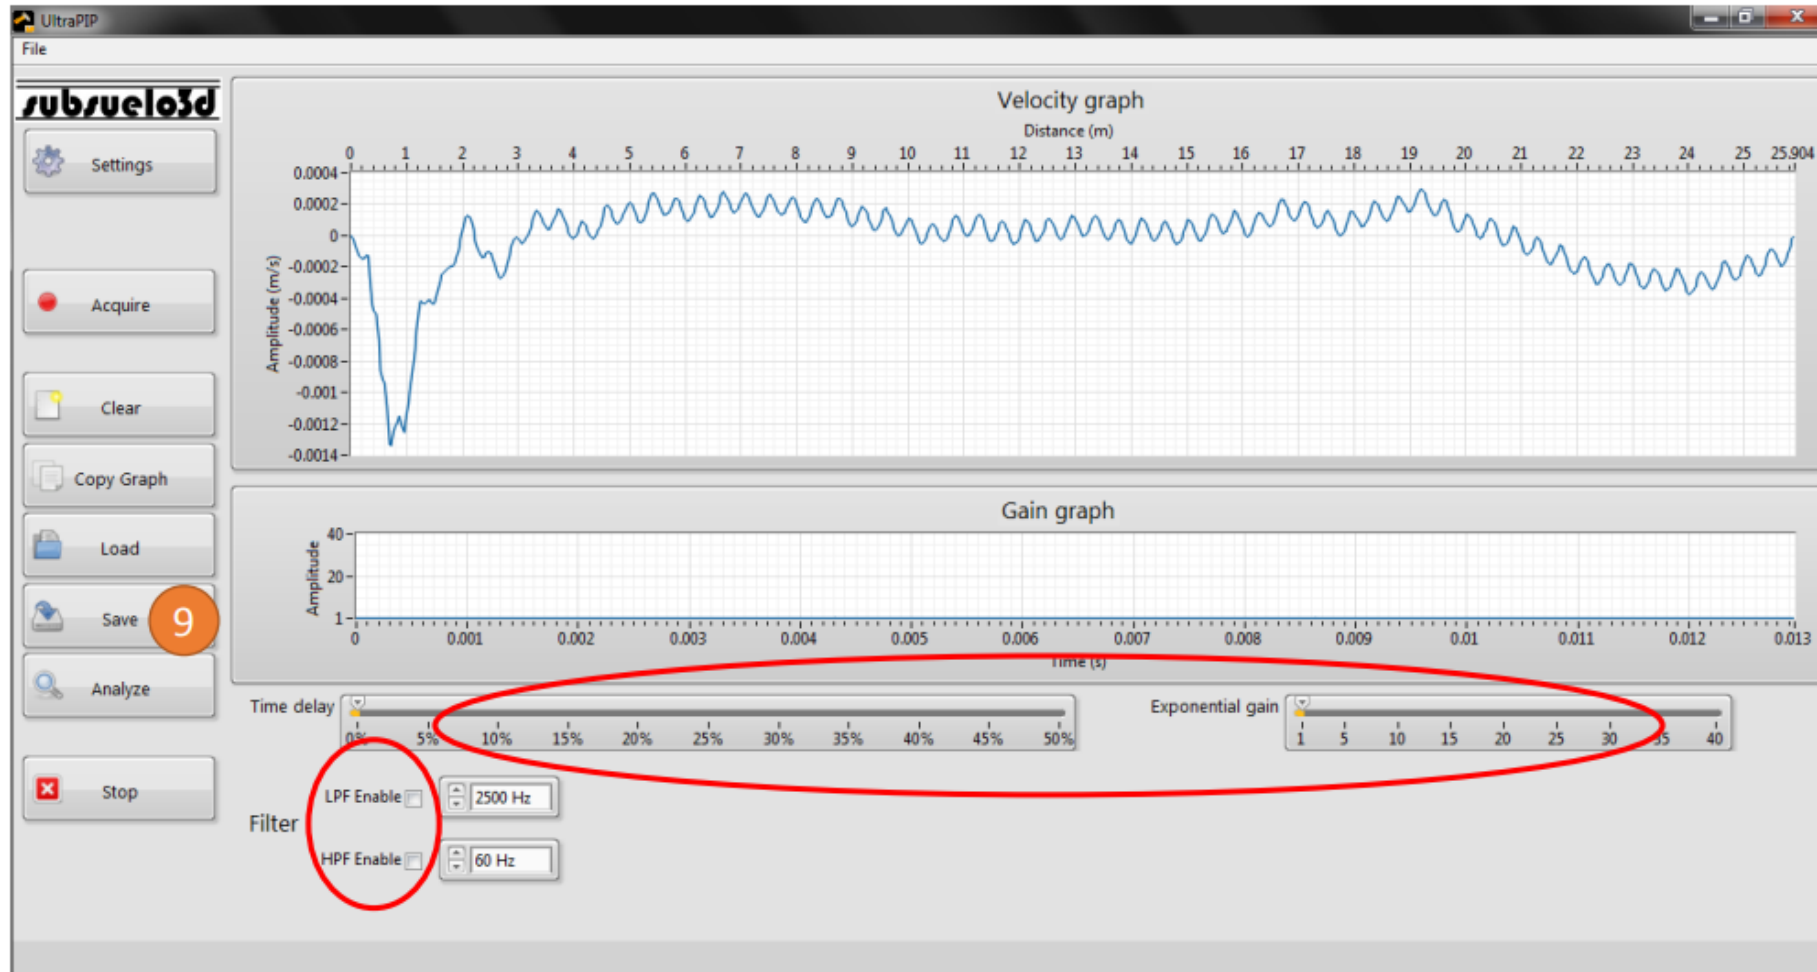 UltraPIP
File
subsuelo3d
Settings
Acquire
Clear
Copy Graph
Load
Save
9
Analyze
Stop
Velocity graph
Distance (m)
0 1 2 3 4 5 6 7 8 9 10 11 12 13 14 15 16 17 18 19 20 21 22 23 24 25 25.904
Amplitude (m/s)
0.0004
0.0002
0
-0.0002
-0.0004
-0.0006
-0.0008
-0.001
-0.0012
-0.0014
Gain graph
Amplitude
40
20
1
0 0.001 0.002 0.003 0.004 0.005 0.006 0.007 0.008 0.009 0.01 0.011 0.012 0.013
Time (s)
Time delay
0% 5% 10% 15% 20% 25% 30% 35% 40% 45% 50%
Exponential gain
1 5 10 15 20 25 30 35 40
Filter
LPF Enable 2500 Hz
HPF Enable 60 Hz